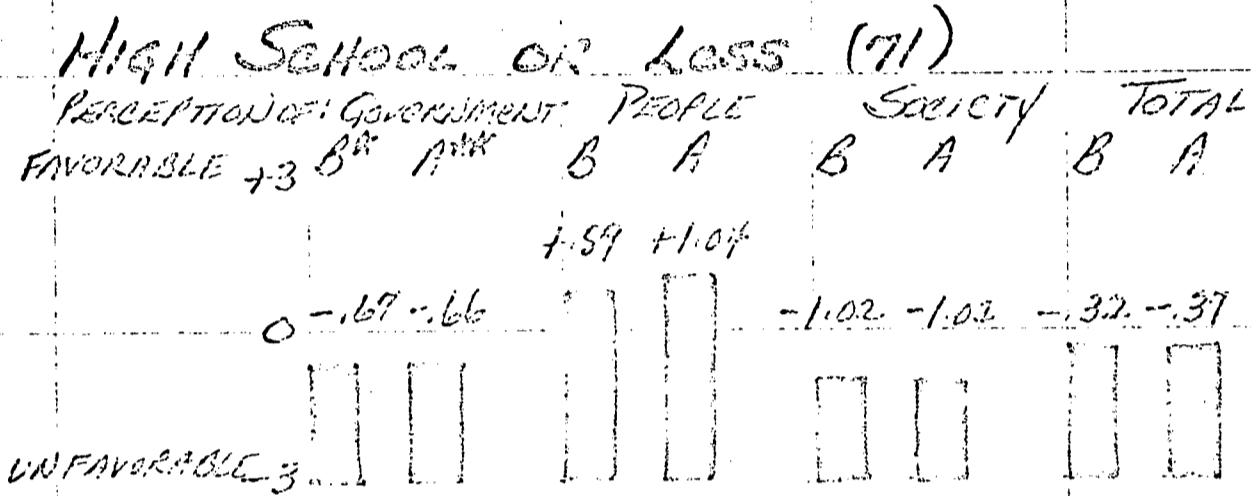 HIGH SCHOOL OR LESS (71)
PERCEPTION OF: GOVERNMENT PEOPLE SOCIETY TOTAL
FAVORABLE +3 B* A** B A B A B A
+.59 +1.04
0 -.67 -.66 -1.02 -1.02 -.32 -.37
UNFAVORABLE -3